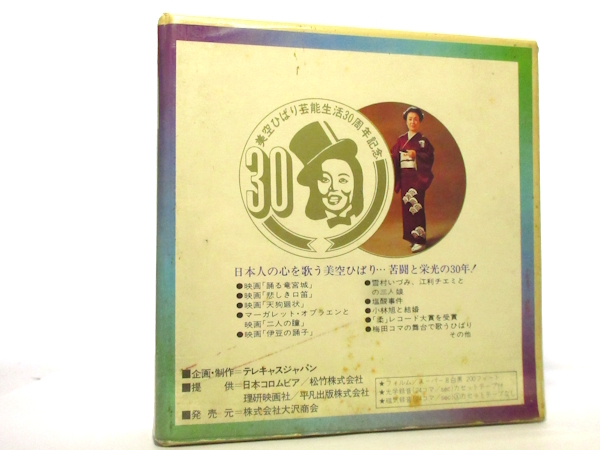 美空ひばり芸能生活30周年記念
30
日本人の心を歌う美空ひばり…苦闘と栄光の30年!
●映画「踊る竜宮城」
●映画「悲しき口笛」
●映画「天狗廻状」
●マーガレット・オブラエンと
映画「二人の瞳」
●映画「伊豆の踊子」
●雪村いづみ、江利チエミと
の三人娘
●塩酸事件
●小林旭と結婚
●「柔」レコード大賞を受賞
●梅田コマの舞台で歌うひばり
その他
■企画・制作=テレキャスジャパン
■提 供=日本コロムビア/松竹株式会社
理研映画社/平凡出版株式会社
■発売元=株式会社大沢商会